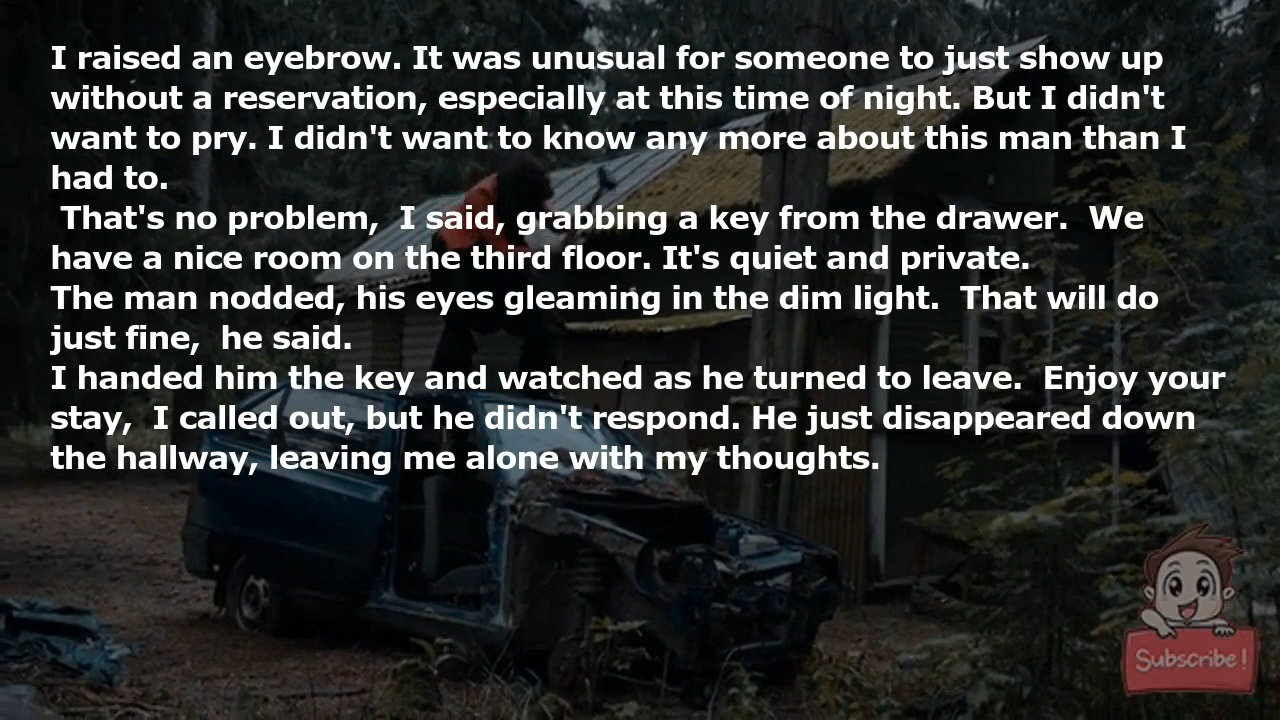 I raised an eyebrow. It was unusual for someone to just show up
without a reservation, especially at this time of night. But I didn't
want to pry. I didn't want to know any more about this man than I
had to.
That's no problem,  I said, grabbing a key from the drawer.  We
have a nice room on the third floor. It's quiet and private.
The man nodded, his eyes gleaming in the dim light.  That will do
just fine,  he said.
I handed him the key and watched as he turned to leave.  Enjoy your
stay,  I called out, but he didn't respond. He just disappeared down
the hallway, leaving me alone with my thoughts.
Subscribe!